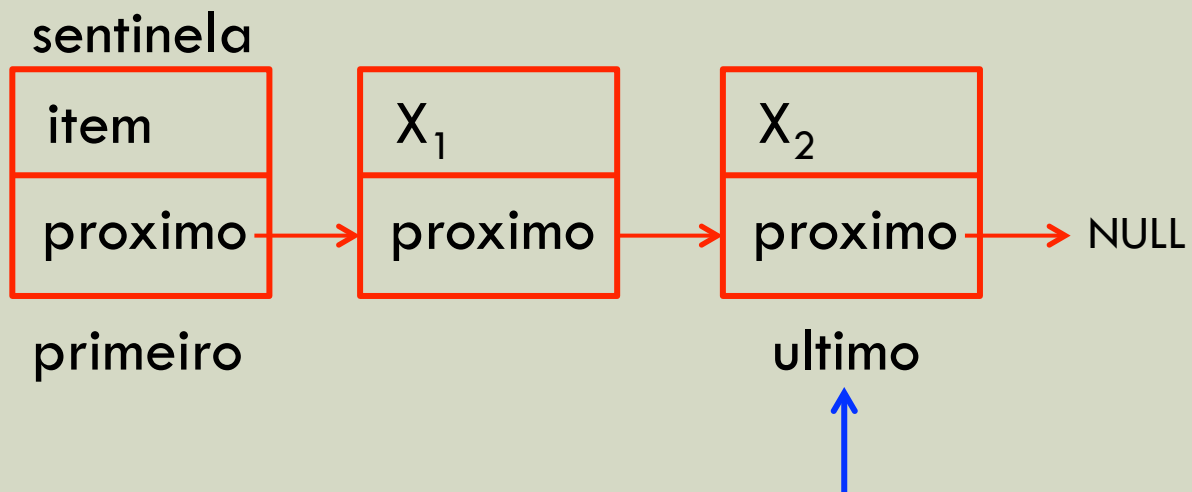 sentinela
item X₁ X₂
proximo proximo proximo NULL
primeiro ultimo